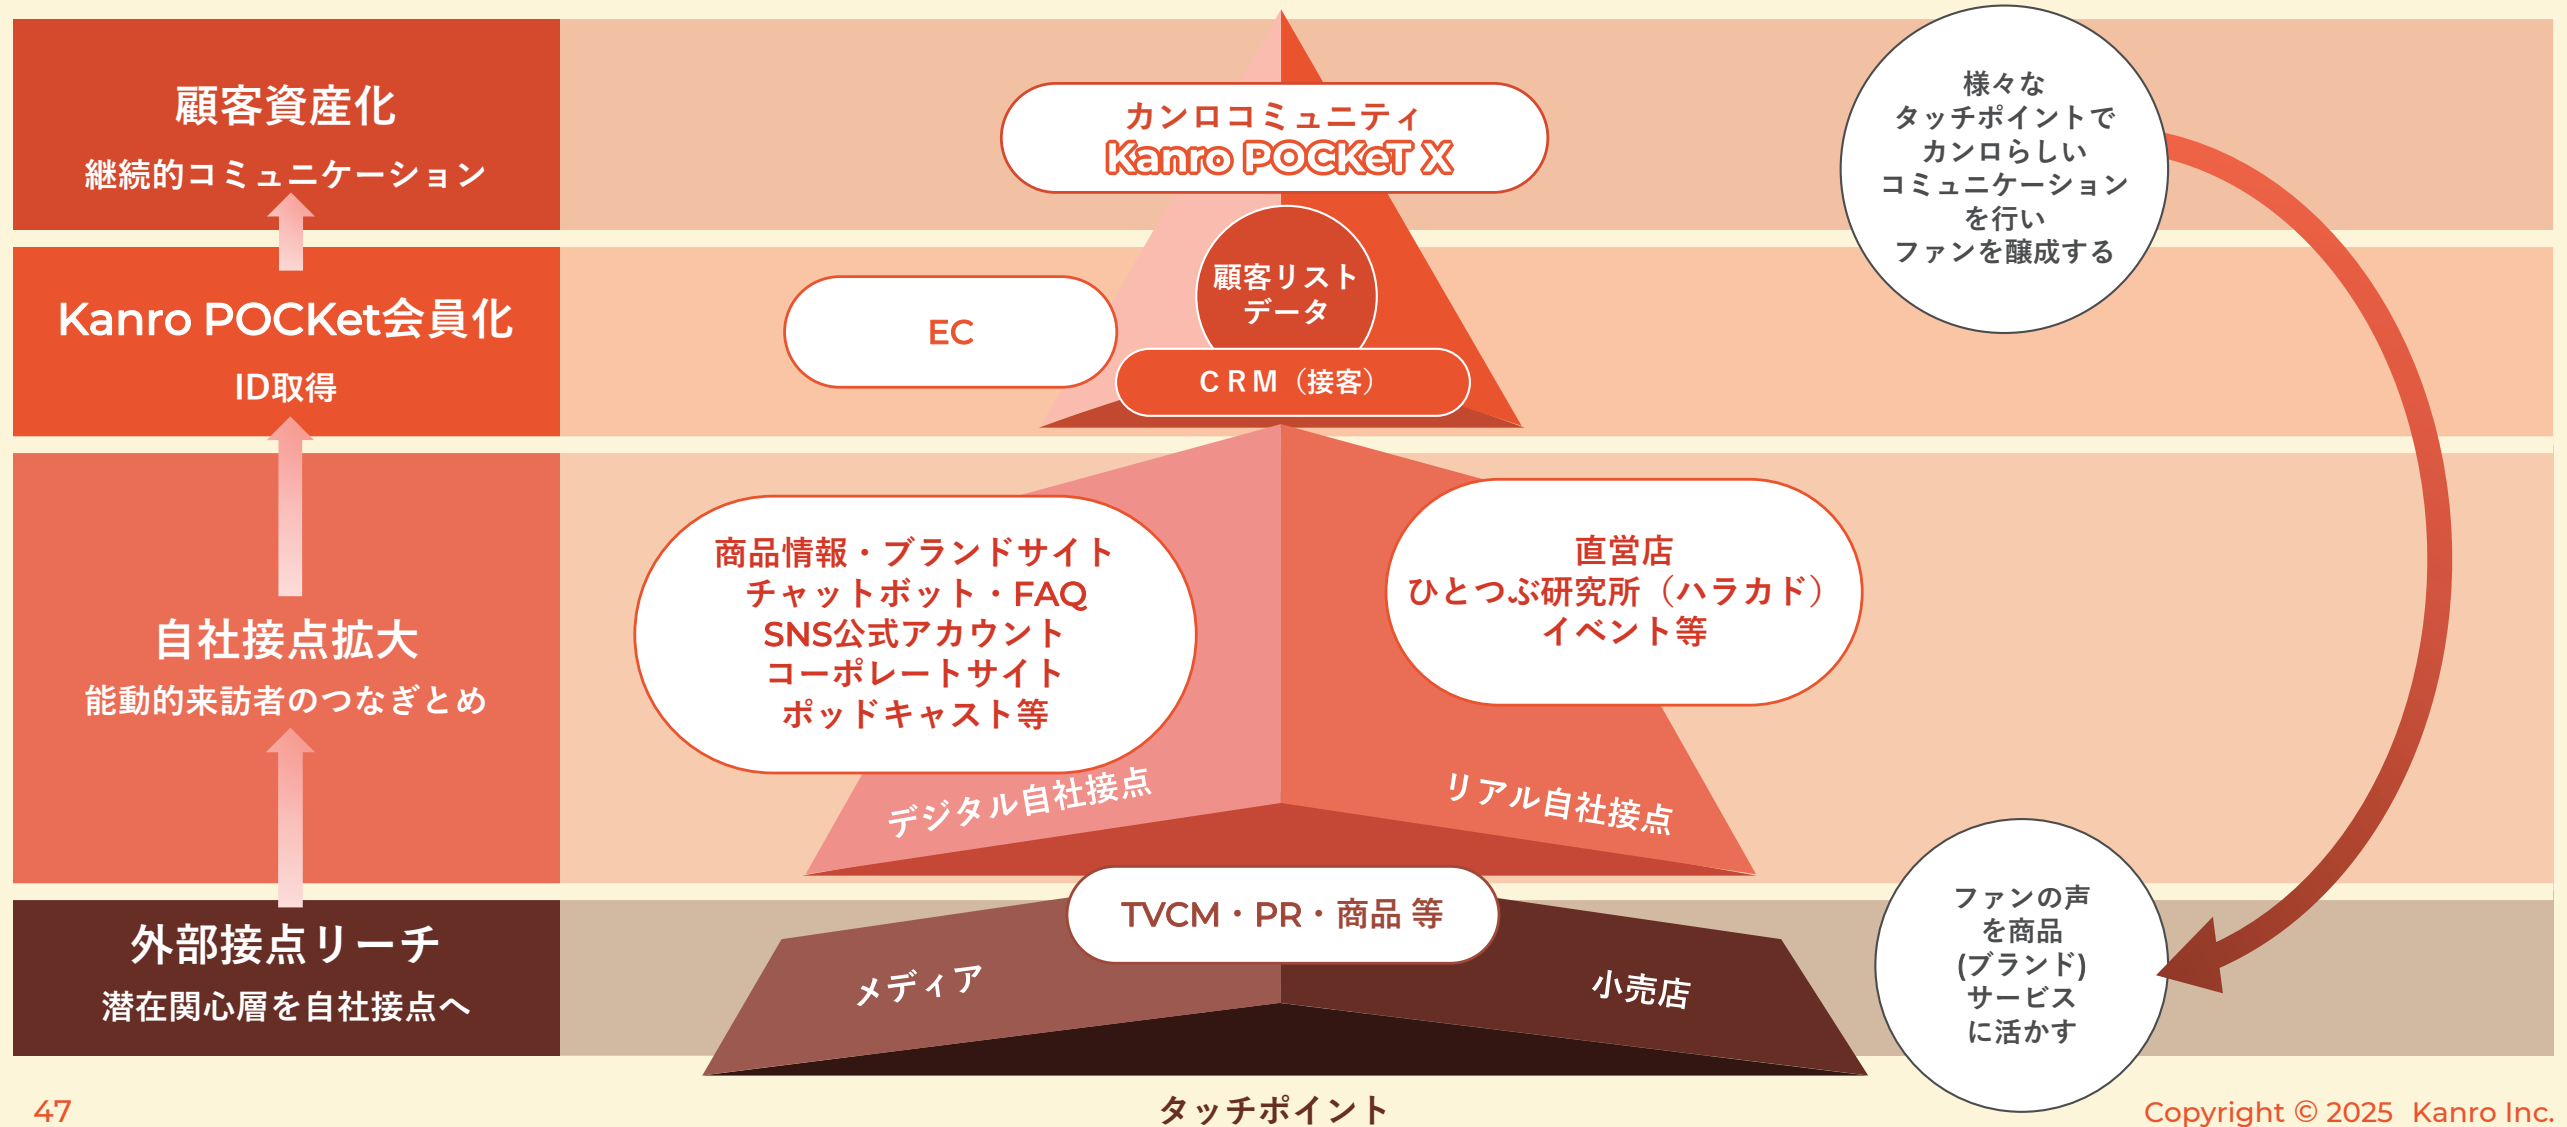 顧客資産化
継続的コミュニケーション
Kanro POCKet会員化
ID取得
自社接点拡大
能動的来訪者のつなぎとめ
外部接点リーチ
潜在関心層を自社接点へ
カンロコミュニティ
Kanro POCKeT X
顧客リスト
データ
EC
ＣＲＭ（接客）
商品情報・ブランドサイト
チャットボット・FAQ
SNS公式アカウント
コーポレートサイト
ポッドキャスト等
直営店
ひとつぶ研究所（ハラカド）
イベント等
デジタル自社接点
リアル自社接点
TVCM・PR・商品 等
メディア
小売店
タッチポイント
様々な
タッチポイントで
カンロらしい
コミュニケーション
を行い
ファンを醸成する
ファンの声
を商品
(ブランド)
サービス
に活かす
47
Copyright © 2025 Kanro Inc.